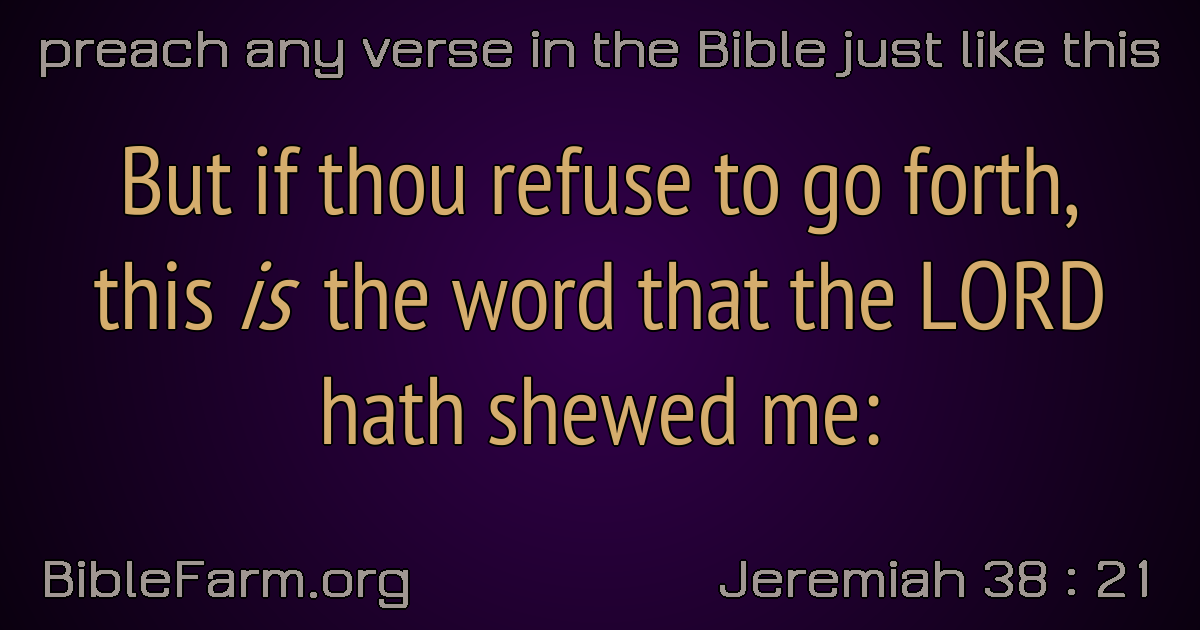 preach any verse in the Bible just like this
But if thou refuse to go forth,
this is the word that the LORD
hath shewed me:
BibleFarm.org
Jeremiah 38 : 21